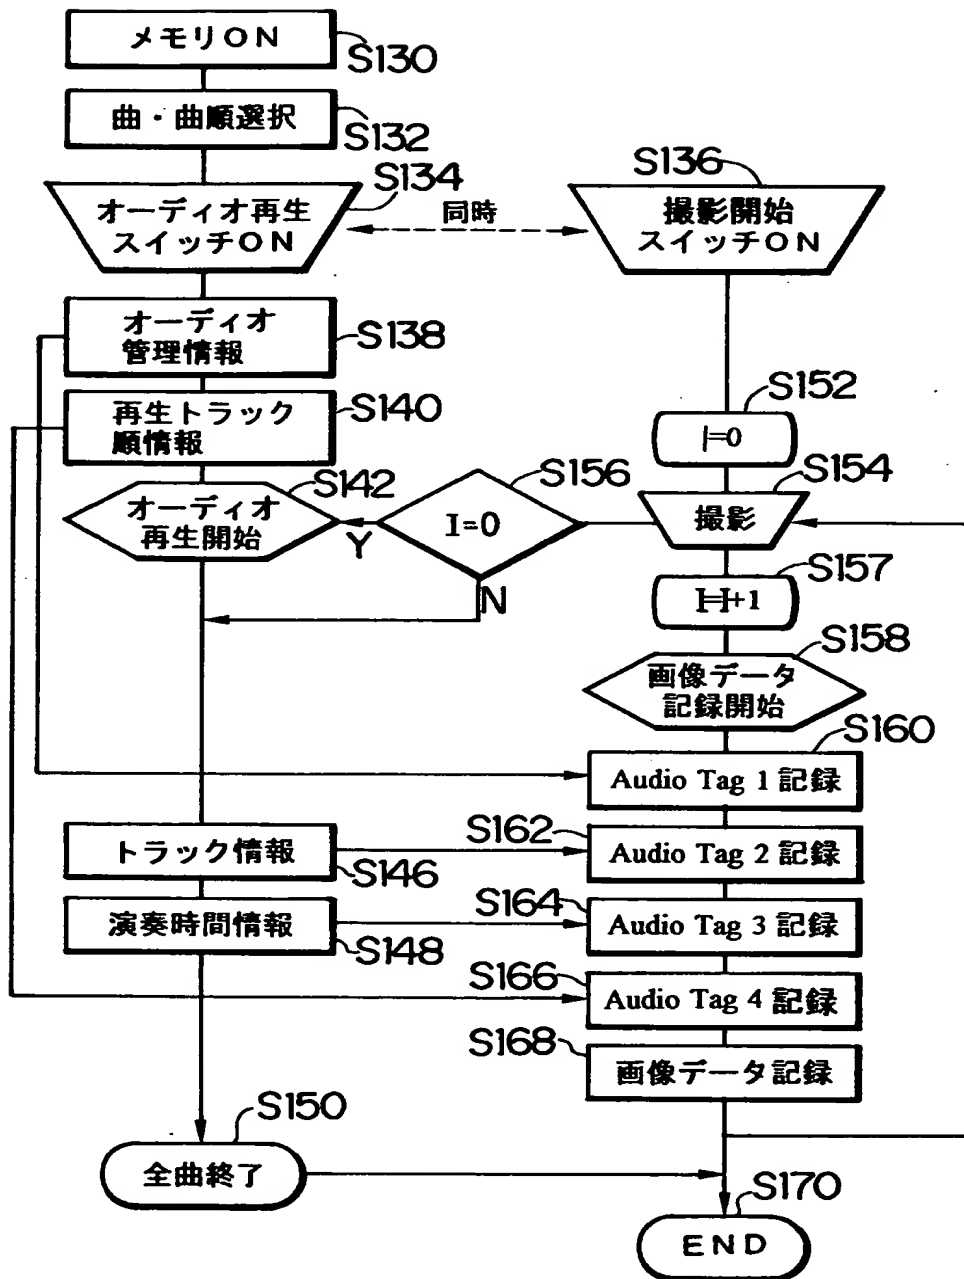 メモリON
S130
曲・曲順選択
S132
S134
オーディオ再生
スイッチON
同時
S136
撮影開始
スイッチON
オーディオ
管理情報
S138
再生トラック
順情報
S140
S152
I=0
S142
オーディオ
再生開始
S156
I=0
Y
N
S154
撮影
S157
I=I+1
S158
画像データ
記録開始
S160
Audio Tag 1 記録
トラック情報
S146
S162
Audio Tag 2 記録
演奏時間情報
S148
S164
Audio Tag 3 記録
S166
Audio Tag 4 記録
S168
画像データ記録
S150
全曲終了
S170
END